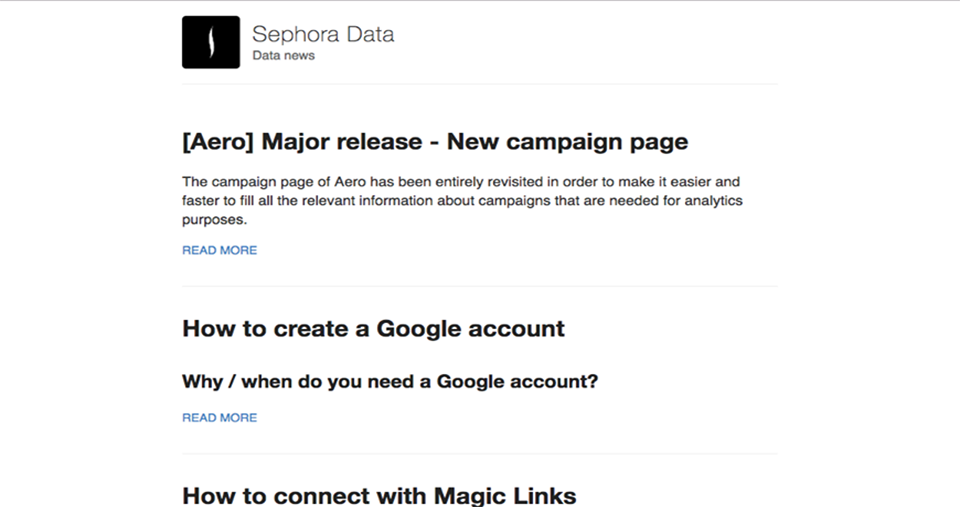 Sephora Data
Data news
[Aero] Major release - New campaign page
The campaign page of Aero has been entirely revisited in order to make it easier and
faster to fill all the relevant information about campaigns that are needed for analytics
purposes.
READ MORE
How to create a Google account
Why / when do you need a Google account?
READ MORE
How to connect with Magic Links